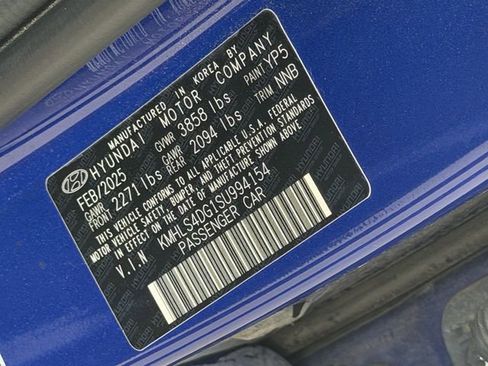 MANUFACTURED IN KOREA BY
HYUNDAI MOTOR COMPANY
FEB/2025 GVWR 3858 lbs PAINT YP5
GAWR FRONT 2271 lbs GAWR REAR 2094 lbs TRIM NNB
THIS VEHICLE CONFORMS TO ALL APPLICABLE U.S.A. FEDERAL
MOTOR VEHICLE SAFETY, BUMPER, AND THEFT PREVENTION STANDARDS
IN EFFECT ON THE DATE OF MANUFACTURE SHOWN ABOVE.
V.I.N KMHLS4DG1SU994154
PASSENGER CAR